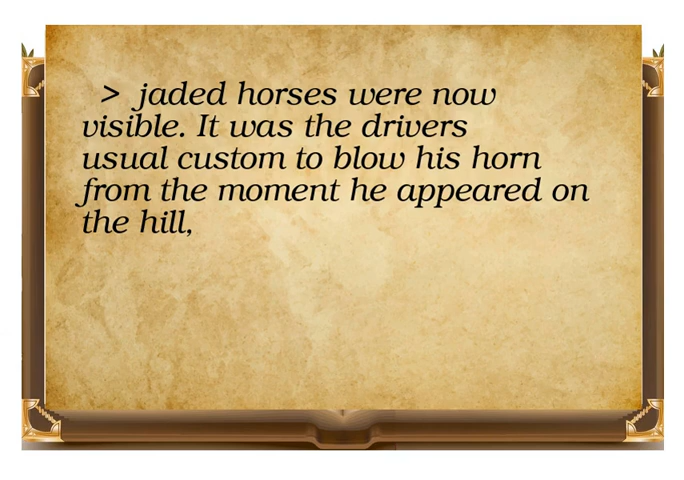 > jaded horses were now
visible. It was the drivers
usual custom to blow his horn
from the moment he appeared on
the hill,